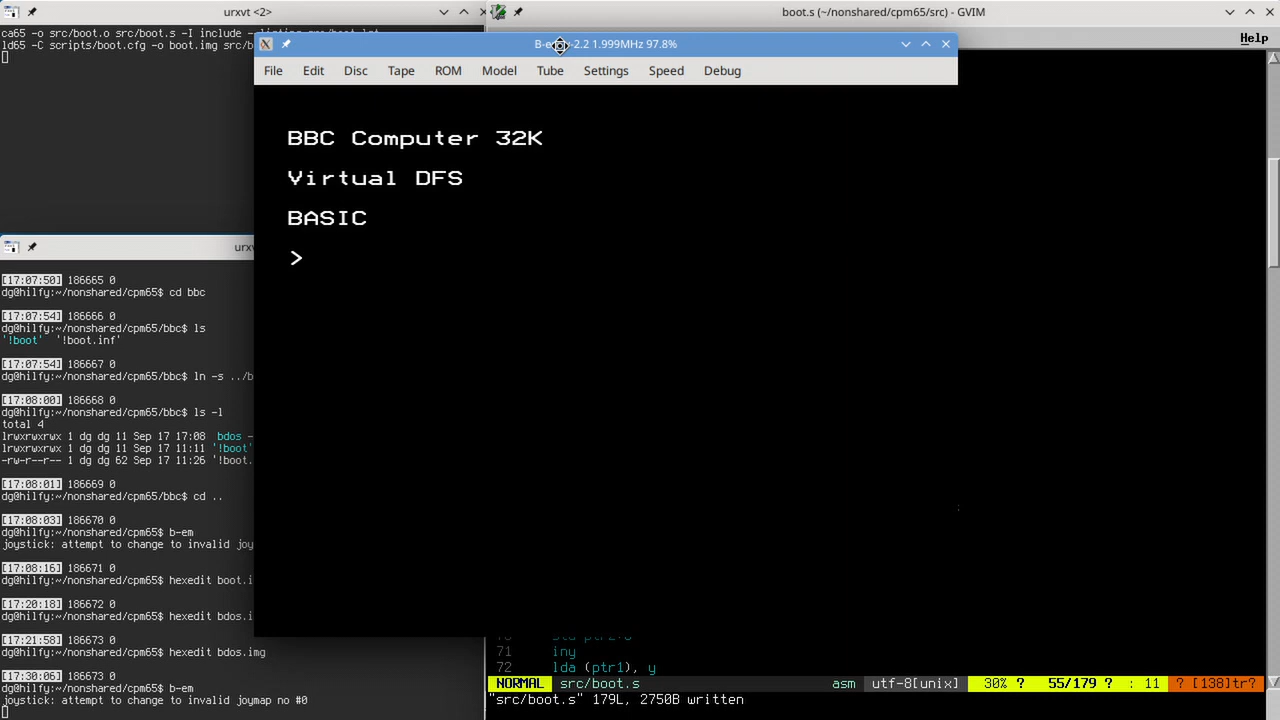 urxvt <2>
boot.s (~/nonshared/cpm65/src) - GVIM
Help
ca65 -o src/boot.o src/boot.s -I include
ld65 -C scripts/boot.cfg -o boot.img src/b
-2.2 1.999MHz 97.8%
File Edit Disc Tape ROM Model Tube Settings Speed Debug
BBC Computer 32K
Virtual DFS
BASIC
>
urx
[17:07:50] 186665 0
dg@hilfy:~/nonshared/cpm65$ cd bbc
[17:07:54] 186666 0
dg@hilfy:~/nonshared/cpm65/bbc$ ls
'!boot' '!boot.inf'
[17:07:54] 186667 0
dg@hilfy:~/nonshared/cpm65/bbc$ ln -s ../b
[17:08:00] 186668 0
dg@hilfy:~/nonshared/cpm65/bbc$ ls -l
total 4
lrwxrwxrwx 1 dg dg 11 Sep 17 17:08 bdos -
lrwxrwxrwx 1 dg dg 11 Sep 17 11:11 '!boot'
-rw-r--r-- 1 dg dg 62 Sep 17 11:26 '!boot.
[17:08:01] 186669 0
dg@hilfy:~/nonshared/cpm65/bbc$ cd ..
[17:08:03] 186670 0
dg@hilfy:~/nonshared/cpm65$ b-em
joystick: attempt to change to invalid joy
[17:08:16] 186671 0
dg@hilfy:~/nonshared/cpm65$ hexedit boot.i
[17:20:18] 186672 0
dg@hilfy:~/nonshared/cpm65$ hexedit bdos.i
[17:21:58] 186673 0
dg@hilfy:~/nonshared/cpm65$ hexedit bdos.img
[17:30:06] 186673 0
dg@hilfy:~/nonshared/cpm65$ b-em
joystick: attempt to change to invalid joymap no #0
71 iny
72 lda (ptr1), y
NORMAL src/boot.s asm utf-8[unix] 30% ? 55/179 ? : 11 ? [138]tr?
"src/boot.s" 179L, 2750B written